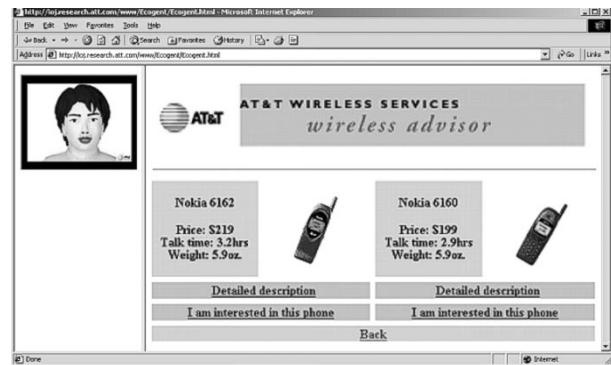 http://ioj.research.att.com/www/Ecogent/Ecogent.html - Microsoft Internet Explorer
File Edit View Favorites Tools Help
Back Search Favorites History
Address http://ioj.research.att.com/www/Ecogent/Ecogent.html Go Links »
AT&T
AT&T WIRELESS SERVICES
wireless advisor
Nokia 6162
Price: $219
Talk time: 3.2hrs
Weight: 5.9oz.
Nokia 6160
Price: $199
Talk time: 2.9hrs
Weight: 5.9oz.
Detailed description Detailed description
I am interested in this phone I am interested in this phone
Back
Done Internet